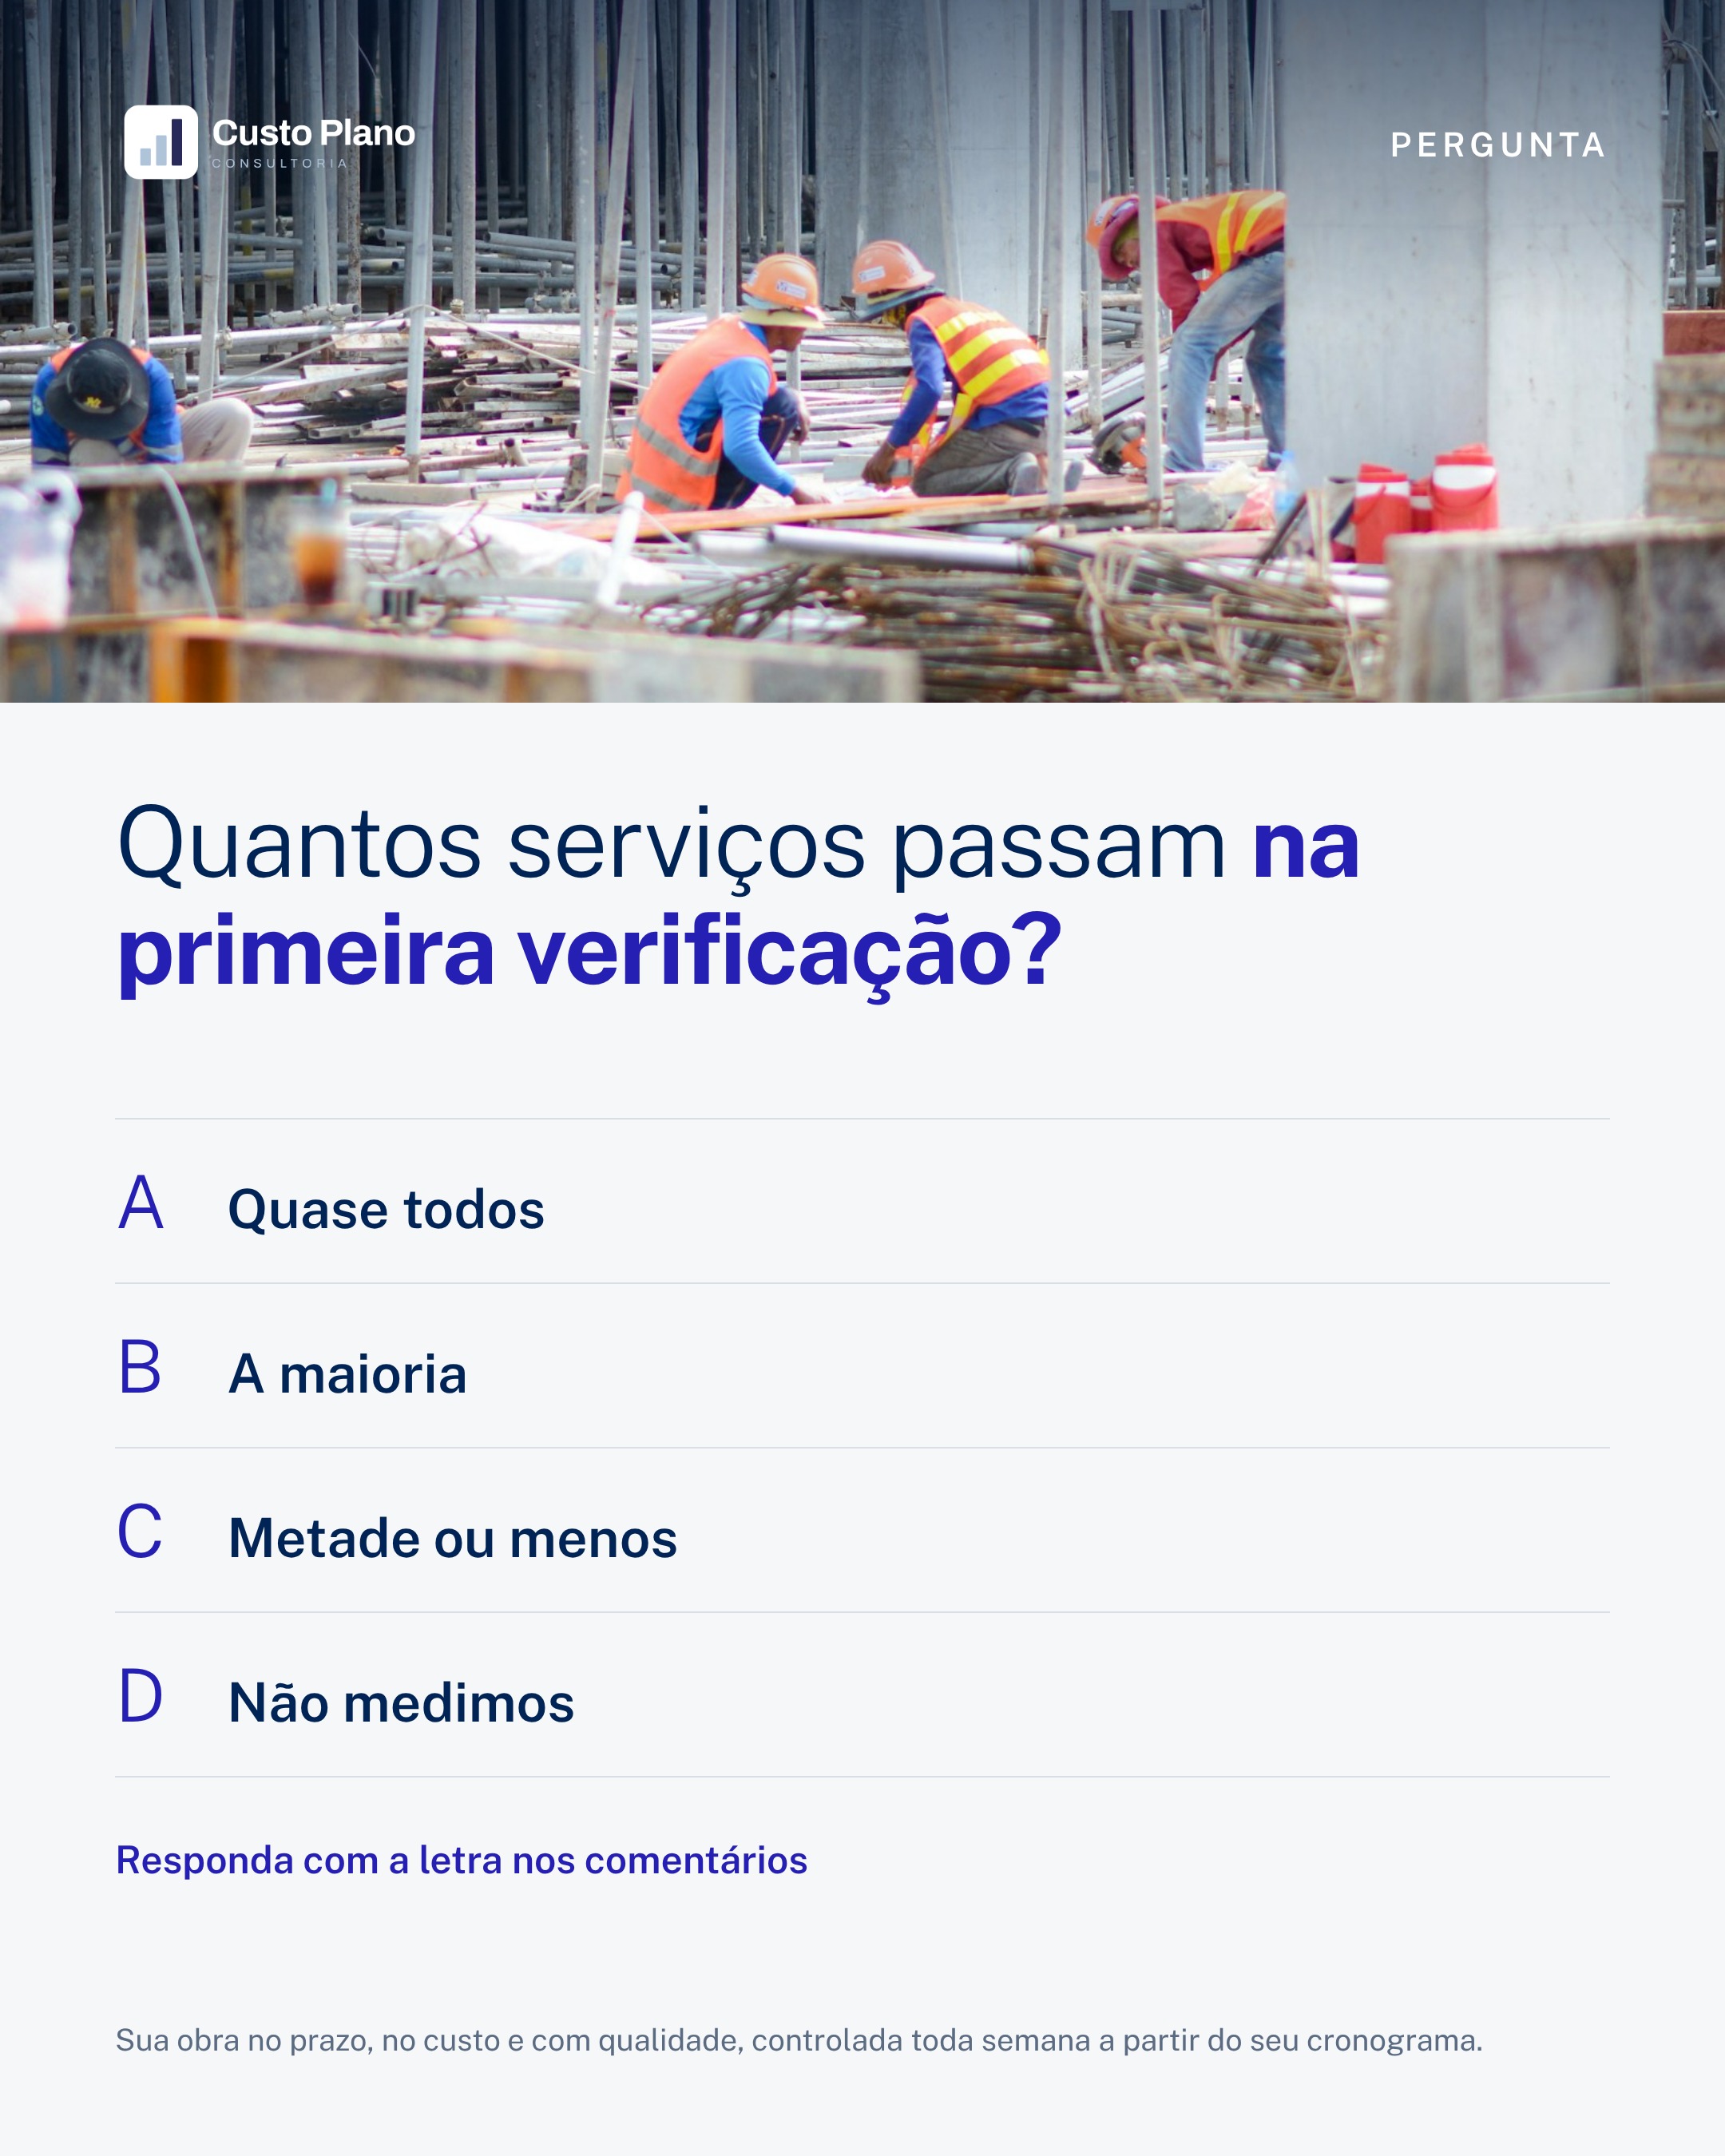 Custo Plano
CONSULTORIA
PERGUNTA
Quantos serviços passam na
primeira verificação?
A Quase todos
B A maioria
C Metade ou menos
D Não medimos
Responda com a letra nos comentários
Sua obra no prazo, no custo e com qualidade, controlada toda semana a partir do seu cronograma.